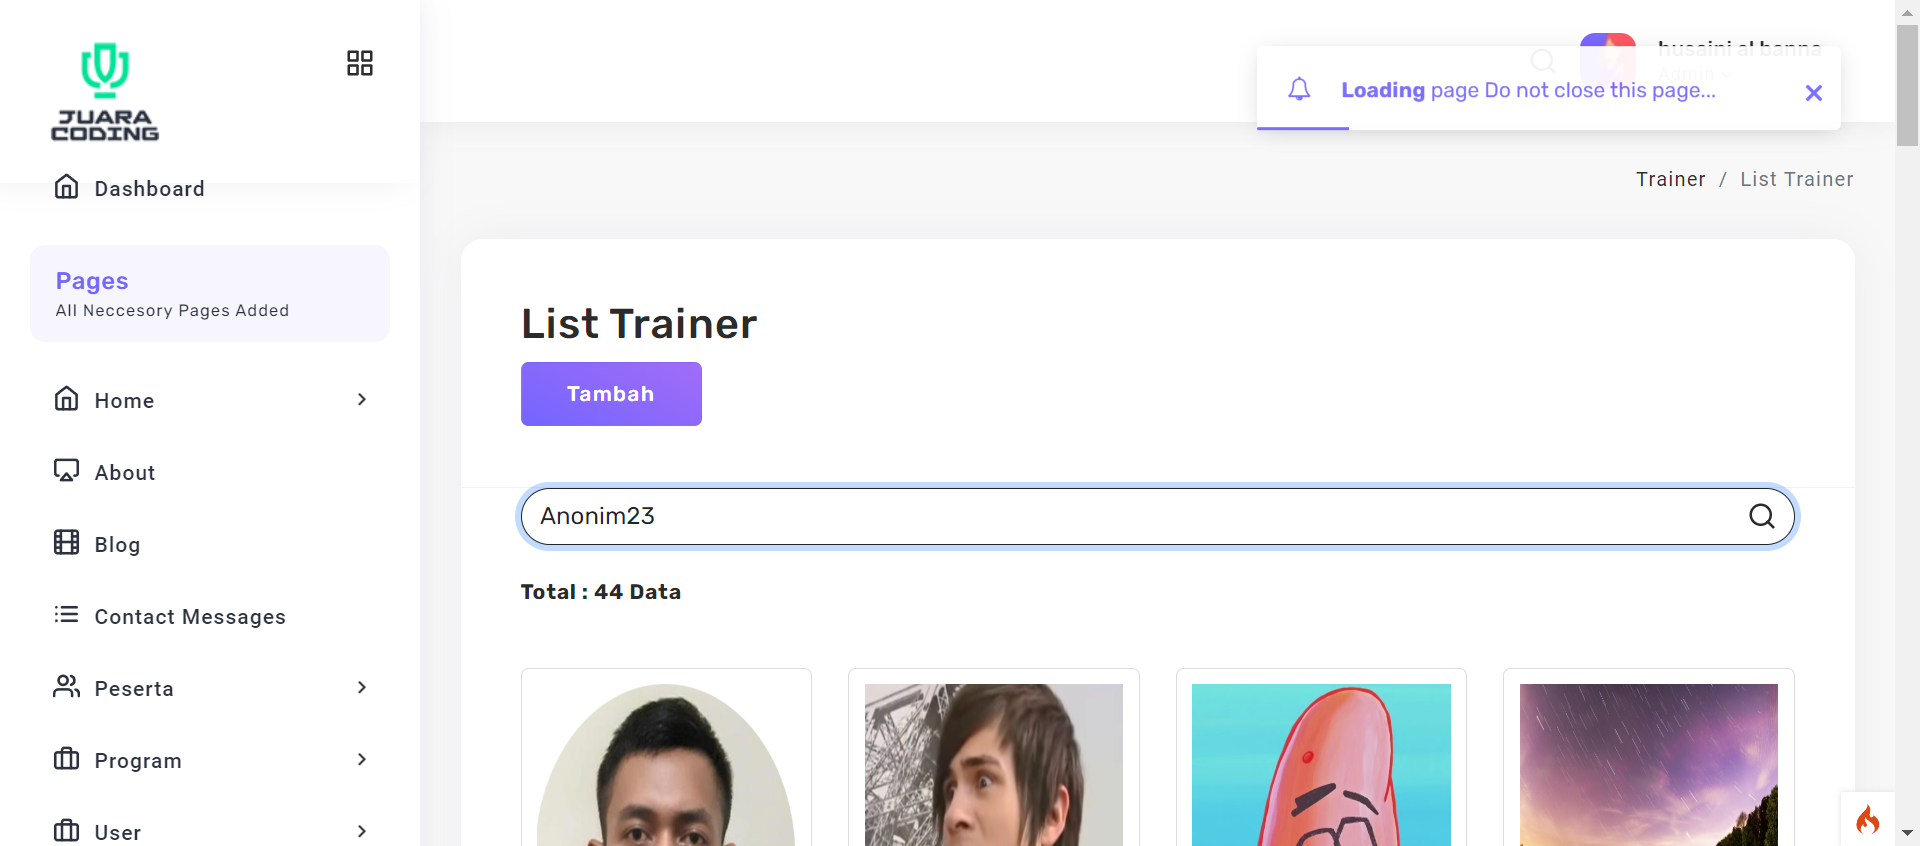 JUARA
CODING
husaini al banna
Admin
Loading page Do not close this page...
Dashboard
Trainer / List Trainer
Pages
All Neccesory Pages Added
List Trainer
Tambah
Home
About
Anonim23
Blog
Total : 44 Data
Contact Messages
Peserta
Program
User